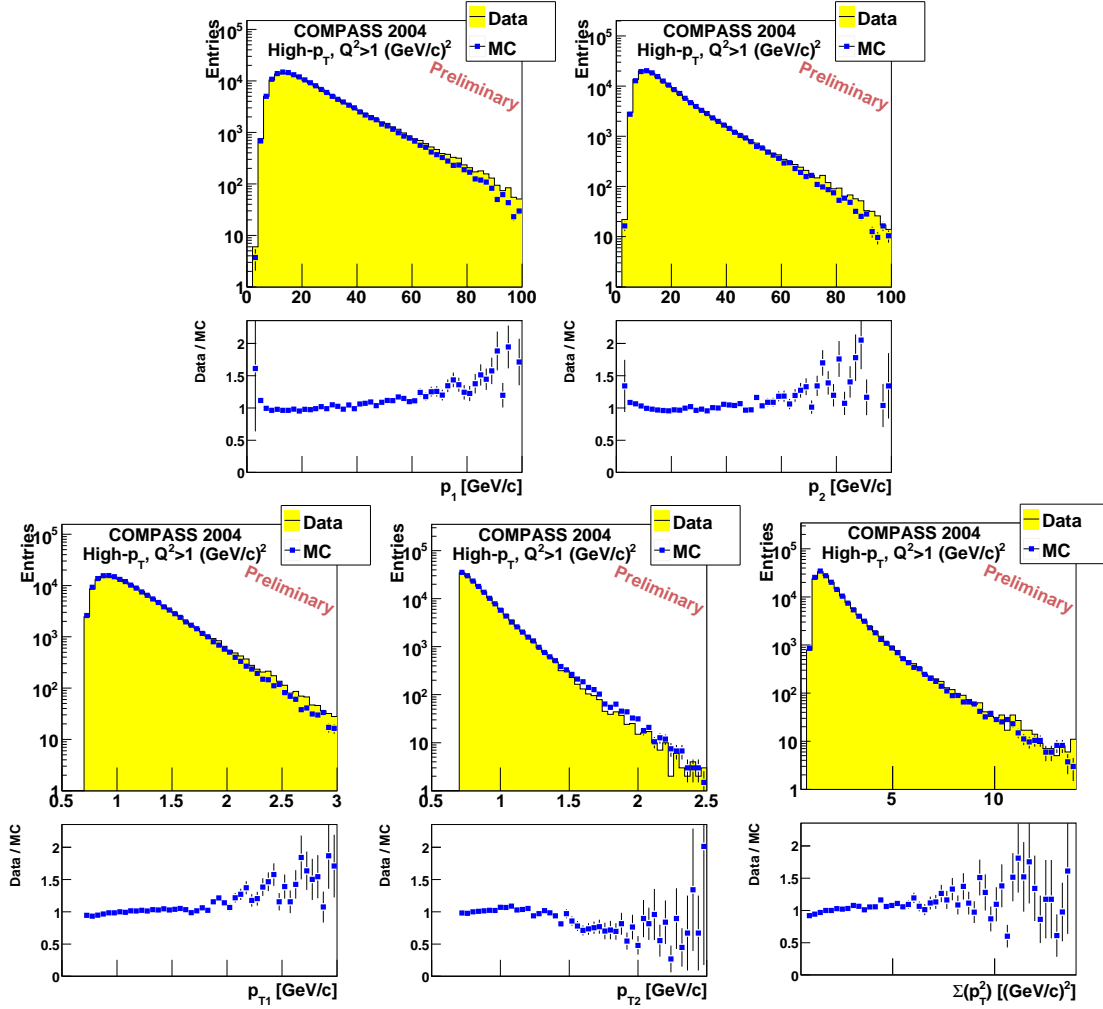 COMPASS 2004
High-p_T, Q^2>1 (GeV/c)^2
Data
MC
Preliminary
Entries
10^5
10^4
10^3
10^2
10
1
0 20 40 60 80 100
Data / MC
2
1.5
1
0.5
0
p_1 [GeV/c]
COMPASS 2004
High-p_T, Q^2>1 (GeV/c)^2
Data
MC
Preliminary
Entries
10^5
10^4
10^3
10^2
10
1
0 20 40 60 80 100
Data / MC
2
1.5
1
0.5
0
p_2 [GeV/c]
COMPASS 2004
High-p_T, Q^2>1 (GeV/c)^2
Data
MC
Preliminary
Entries
10^5
10^4
10^3
10^2
10
1
0.5 1 1.5 2 2.5 3
Data / MC
2
1.5
1
0.5
0
p_T1 [GeV/c]
COMPASS 2004
High-p_T, Q^2>1 (GeV/c)^2
Data
MC
Preliminary
Entries
10^5
10^4
10^3
10^2
10
1
0.5 1 1.5 2 2.5
Data / MC
2
1.5
1
0.5
0
p_T2 [GeV/c]
COMPASS 2004
High-p_T, Q^2>1 (GeV/c)^2
Data
MC
Preliminary
Entries
10^5
10^4
10^3
10^2
10
1
5 10
Data / MC
2
1.5
1
0.5
0
Σ(p_T^2) [(GeV/c)^2]